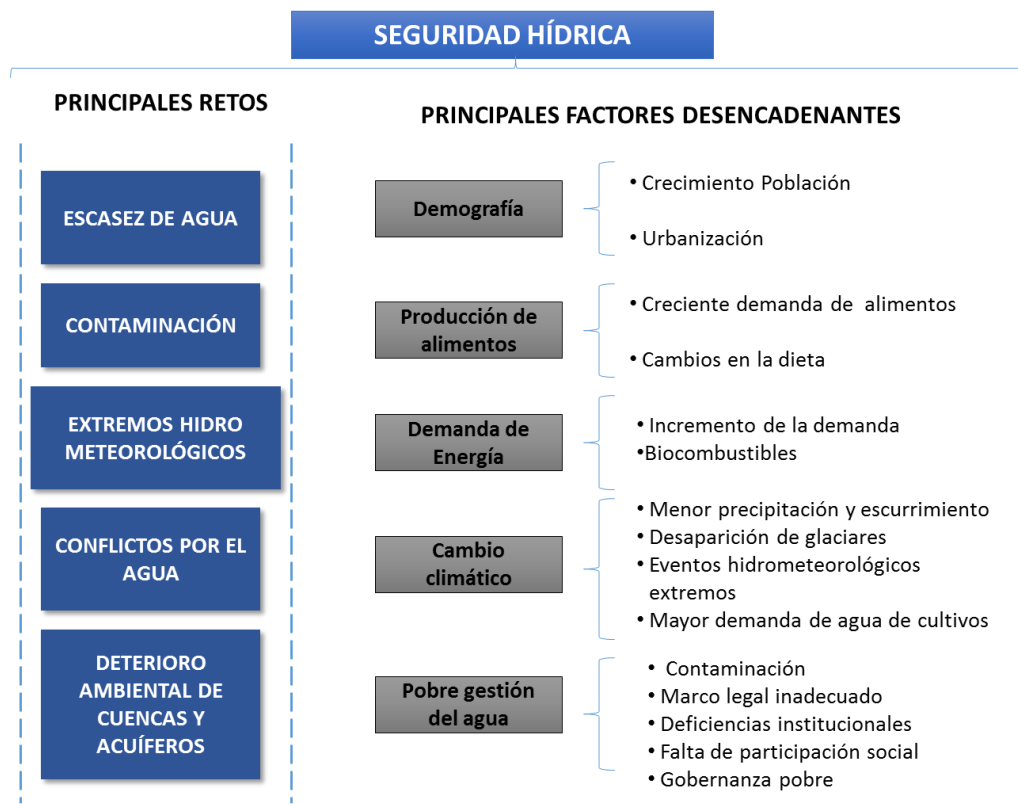 SEGURIDAD HÍDRICA
PRINCIPALES RETOS
ESCASEZ DE AGUA
CONTAMINACIÓN
EXTREMOS HIDRO
METEOROLÓGICOS
CONFLICTOS POR EL
AGUA
DETERIORO
AMBIENTAL DE
CUENCAS Y
ACUÍFEROS
PRINCIPALES FACTORES DESENCADENANTES
Demografía
• Crecimiento Población
• Urbanización
Producción de
alimentos
• Creciente demanda de alimentos
• Cambios en la dieta
Demanda de
Energía
• Incremento de la demanda
•Biocombustibles
Cambio
climático
• Menor precipitación y escurrimiento
• Desaparición de glaciares
• Eventos hidrometeorológicos
extremos
• Mayor demanda de agua de cultivos
Pobre gestión
del agua
• Contaminación
• Marco legal inadecuado
• Deficiencias institucionales
• Falta de participación social
• Gobernanza pobre